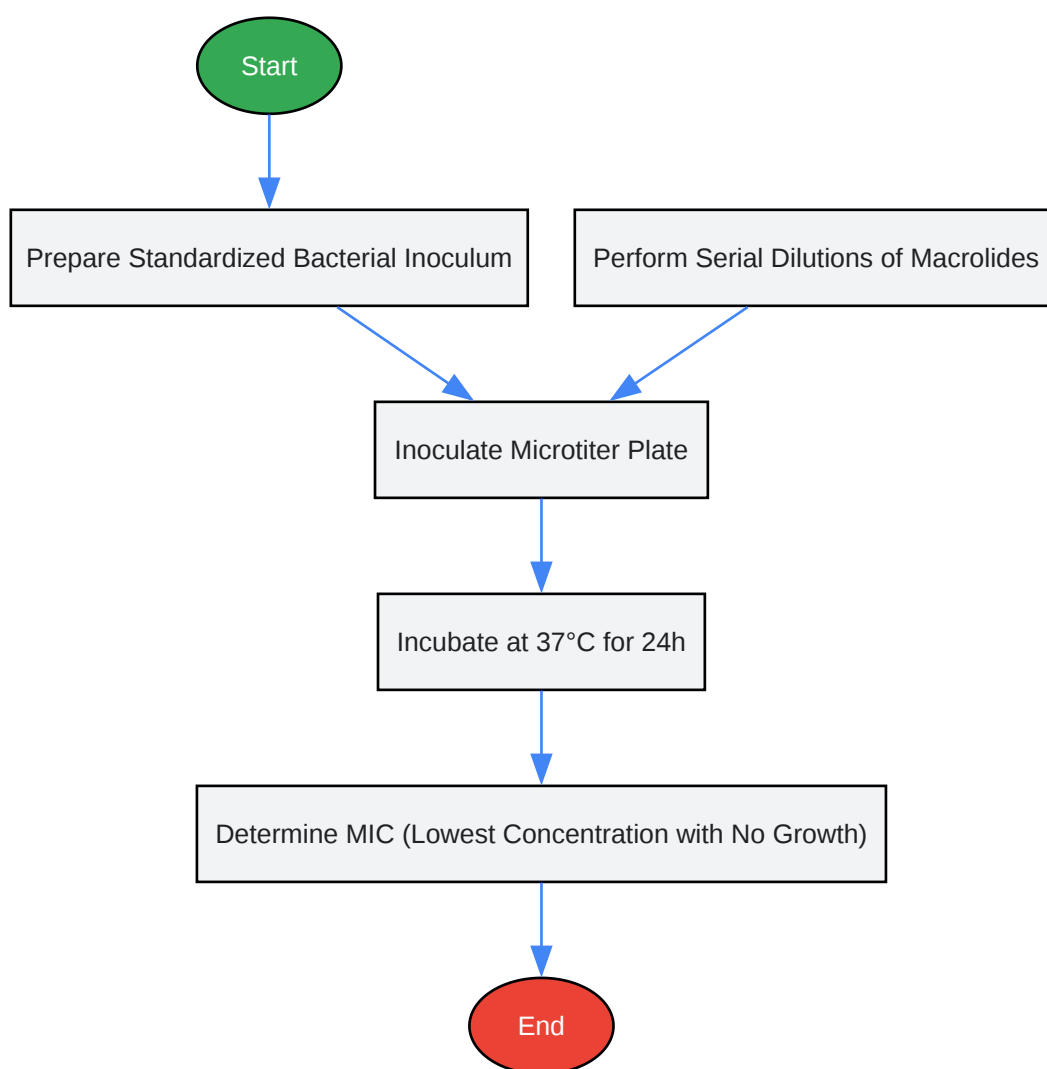 Start
Prepare Standardized Bacterial Inoculum
Perform Serial Dilutions of Macrolides
Inoculate Microtiter Plate
Incubate at 37°C for 24h
Determine MIC (Lowest Concentration with No Growth)
End